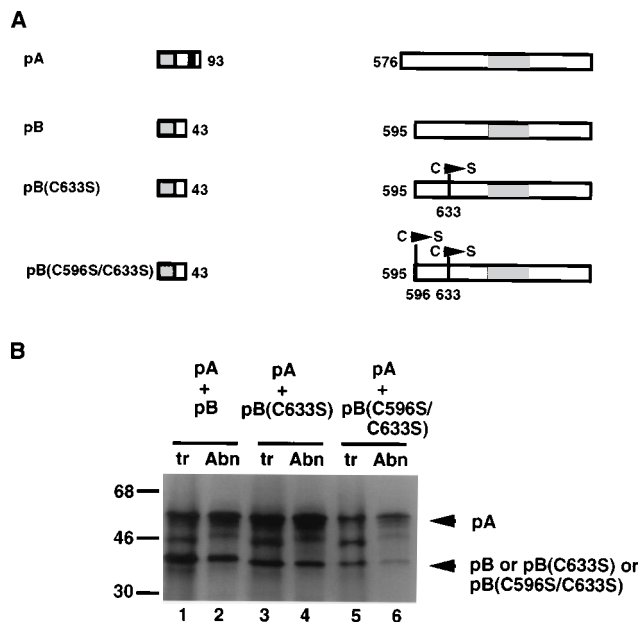 A
pA 93 576
pB 43 595
C S
pB(C633S) 43 595
633
C S
C S
pB(C596S/C633S) 43 595
596 633
B
pA pA pA
+ + +
pB pB(C633S) pB(C596S/
C633S)
tr Abn tr Abn tr Abn
68
pA
46
pB or pB(C633S) or
pB(C596S/C633S)
30
1 2 3 4 5 6